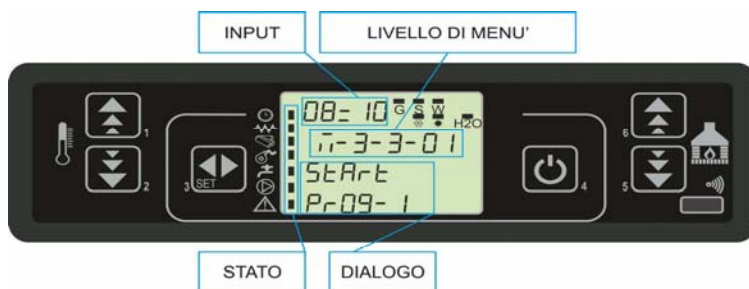 INPUT
LIVELLO DI MENU'
08:10 G S W
H2O
M-3-3-01
StArt
Pr09-1
1
2
3 SET
4
6
5
STATO
DIALOGO